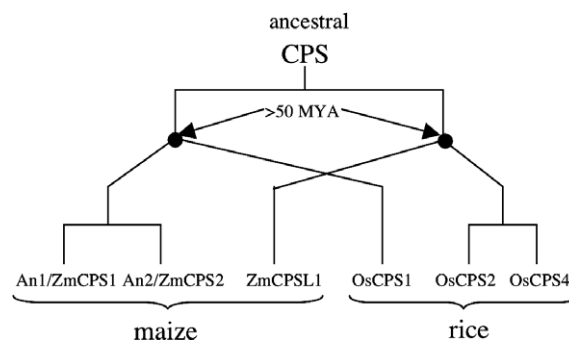 ancestral
CPS
>50 MYA
An1/ZmCPS1 An2/ZmCPS2 ZmCPSL1 OsCPS1 OsCPS2 OsCPS4
maize rice